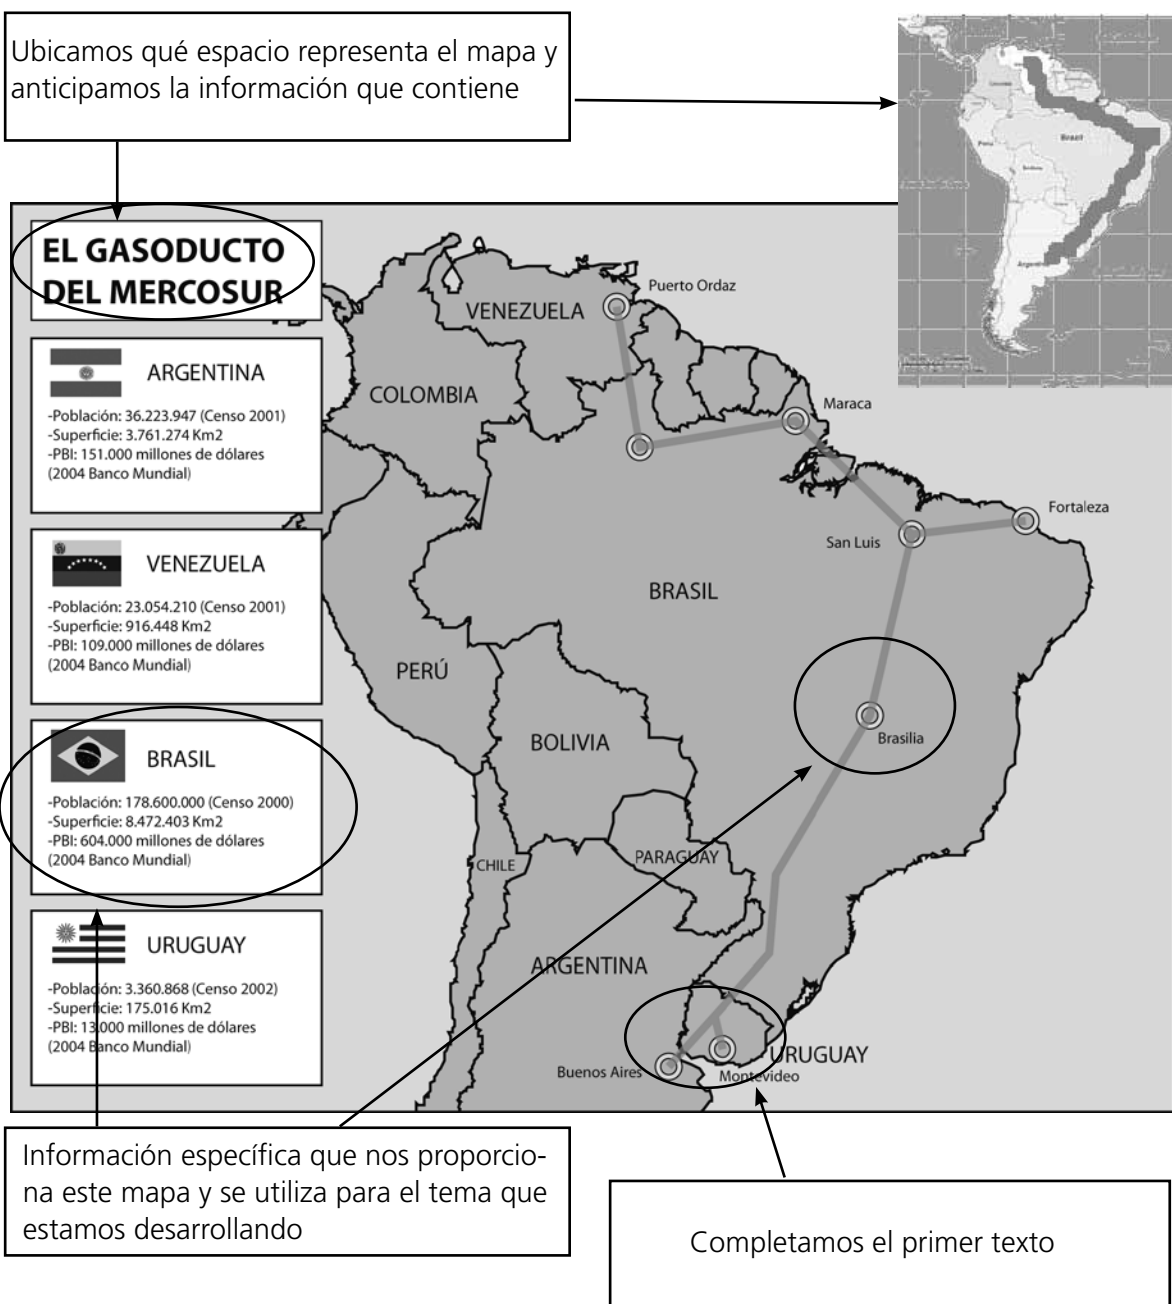 Ubicamos qué espacio representa el mapa y
anticipamos la información que contiene
Brazil
EL GASODUCTO
DEL MERCOSUR
ARGENTINA
-Población: 36.223.947 (Censo 2001)
-Superficie: 3.761.274 Km2
-PBI: 151.000 millones de dólares
(2004 Banco Mundial)
VENEZUELA
-Población: 23.054.210 (Censo 2001)
-Superficie: 916.448 Km2
-PBI: 109.000 millones de dólares
(2004 Banco Mundial)
BRASIL
-Población: 178.600.000 (Censo 2000)
-Superficie: 8.472.403 Km2
-PBI: 604.000 millones de dólares
(2004 Banco Mundial)
URUGUAY
-Población: 3.360.868 (Censo 2002)
-Superficie: 175.016 Km2
-PBI: 13.000 millones de dólares
(2004 Banco Mundial)
Puerto Ordaz
VENEZUELA
COLOMBIA
Maraca
Fortaleza
San Luis
BRASIL
PERÚ
Brasilia
BOLIVIA
PARAGUAY
CHILE
ARGENTINA
URUGUAY
Buenos Aires
Montevideo
Información específica que nos proporcio-
na este mapa y se utiliza para el tema que
estamos desarrollando
Completamos el primer texto